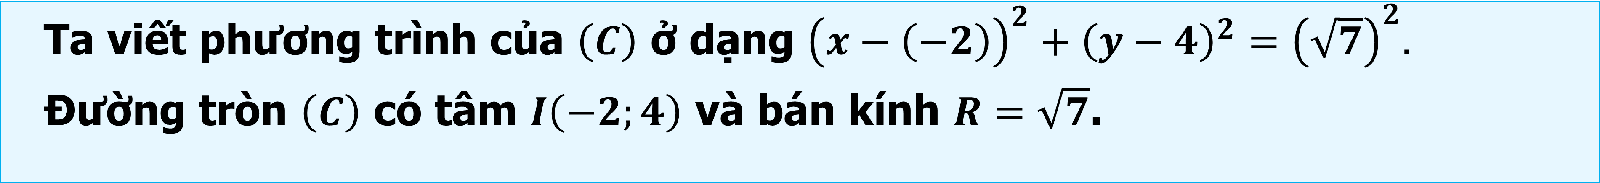 Ta viết phương trình của (C) ở dạng (x − (−2))² + (y − 4)² = (√7)².
Đường tròn (C) có tâm I(−2; 4) và bán kính R = √7.